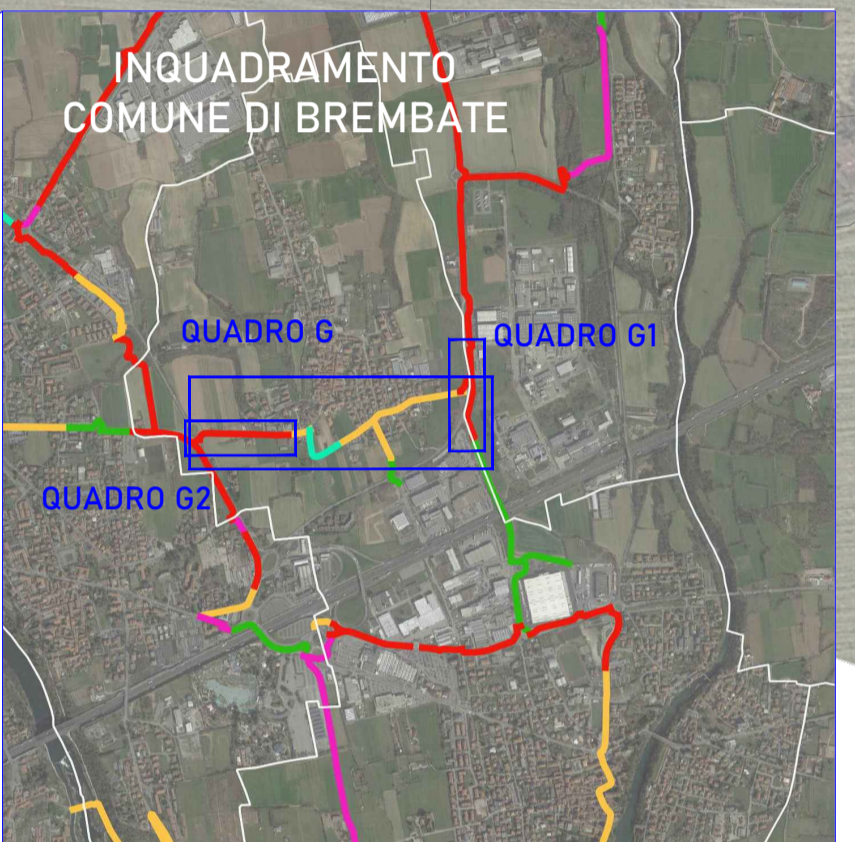 INQUADRAMENTO
COMUNE DI BREMBATE
QUADRO G
QUADRO G1
QUADRO G2